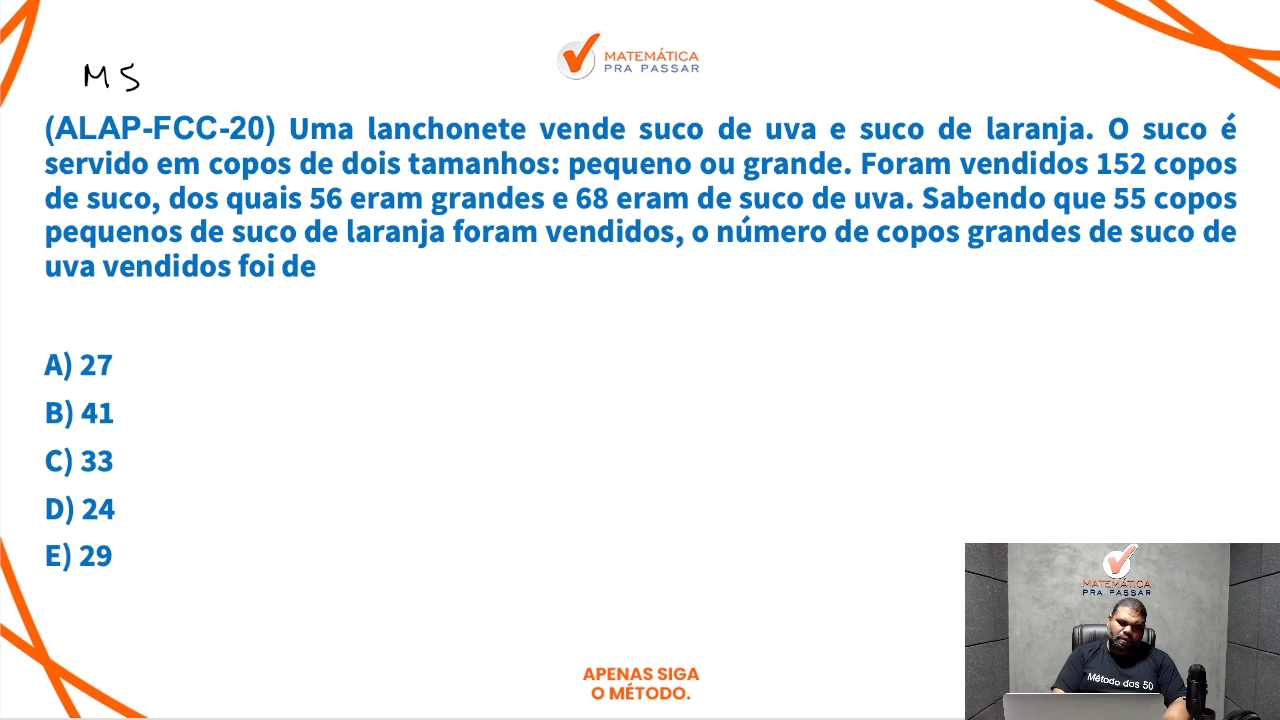 MATEMÁTICA
PRA PASSAR
M5
(ALAP-FCC-20) Uma lanchonete vende suco de uva e suco de laranja. O suco é
servido em copos de dois tamanhos: pequeno ou grande. Foram vendidos 152 copos
de suco, dos quais 56 eram grandes e 68 eram de suco de uva. Sabendo que 55 copos
pequenos de suco de laranja foram vendidos, o número de copos grandes de suco de
uva vendidos foi de
A) 27
B) 41
C) 33
D) 24
E) 29
MATEMÁTICA
PRA PASSAR
Método dos 50
APENAS SIGA
O MÉTODO.